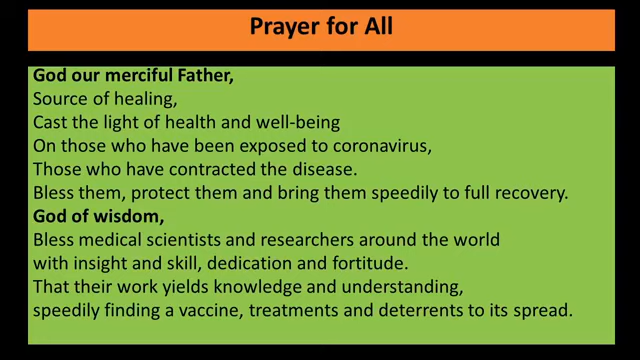 Prayer for All
God our merciful Father,
Source of healing,
Cast the light of health and well-being
On those who have been exposed to coronavirus,
Those who have contracted the disease.
Bless them, protect them and bring them speedily to full recovery.
God of wisdom,
Bless medical scientists and researchers around the world
with insight and skill, dedication and fortitude.
That their work yields knowledge and understanding,
speedily finding a vaccine, treatments and deterrents to its spread.